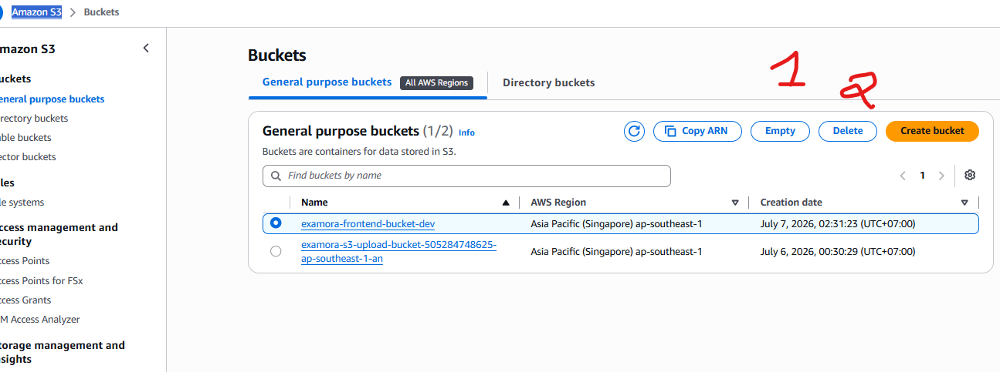 Amazon S3 > Buckets
mazon S3
uckets
eneral purpose buckets
rectory buckets
ble buckets
ector buckets
les
le systems
ccess management and
ecurity
ccess Points
ccess Points for FSx
ccess Grants
M Access Analyzer
torage management and
nsights
Buckets
General purpose buckets All AWS Regions Directory buckets
1
2
General purpose buckets (1/2) Info
Copy ARN Empty Delete Create bucket
Buckets are containers for data stored in S3.
Find buckets by name
1
Name AWS Region Creation date
examora-frontend-bucket-dev Asia Pacific (Singapore) ap-southeast-1 July 7, 2026, 02:31:23 (UTC+07:00)
examora-s3-upload-bucket-505284748625-
ap-southeast-1-an Asia Pacific (Singapore) ap-southeast-1 July 6, 2026, 00:30:29 (UTC+07:00)